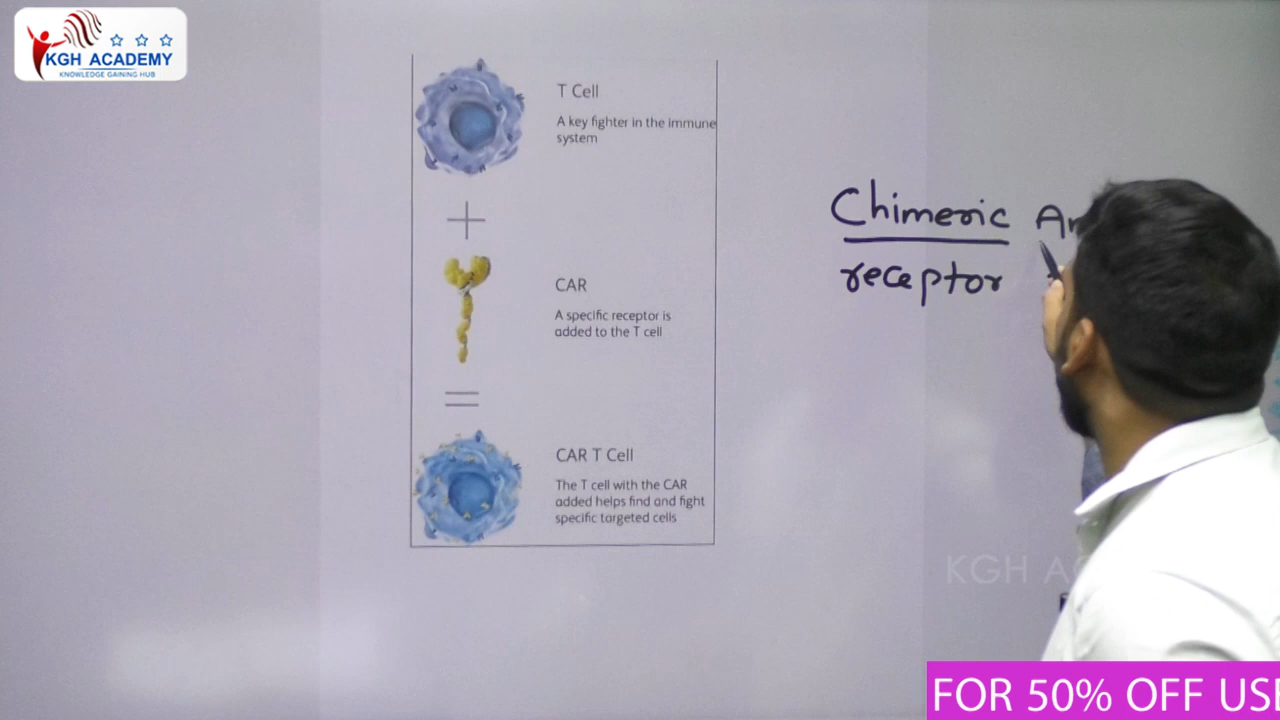 KGH ACADEMY
KNOWLEDGE GAINING HUB
T Cell
A key fighter in the immune
system
+
CAR
A specific receptor is
added to the T cell
=
CAR T Cell
The T cell with the CAR
added helps find and fight
specific targeted cells
Chimeric
receptor
KGH
FOR 50% OFF USE